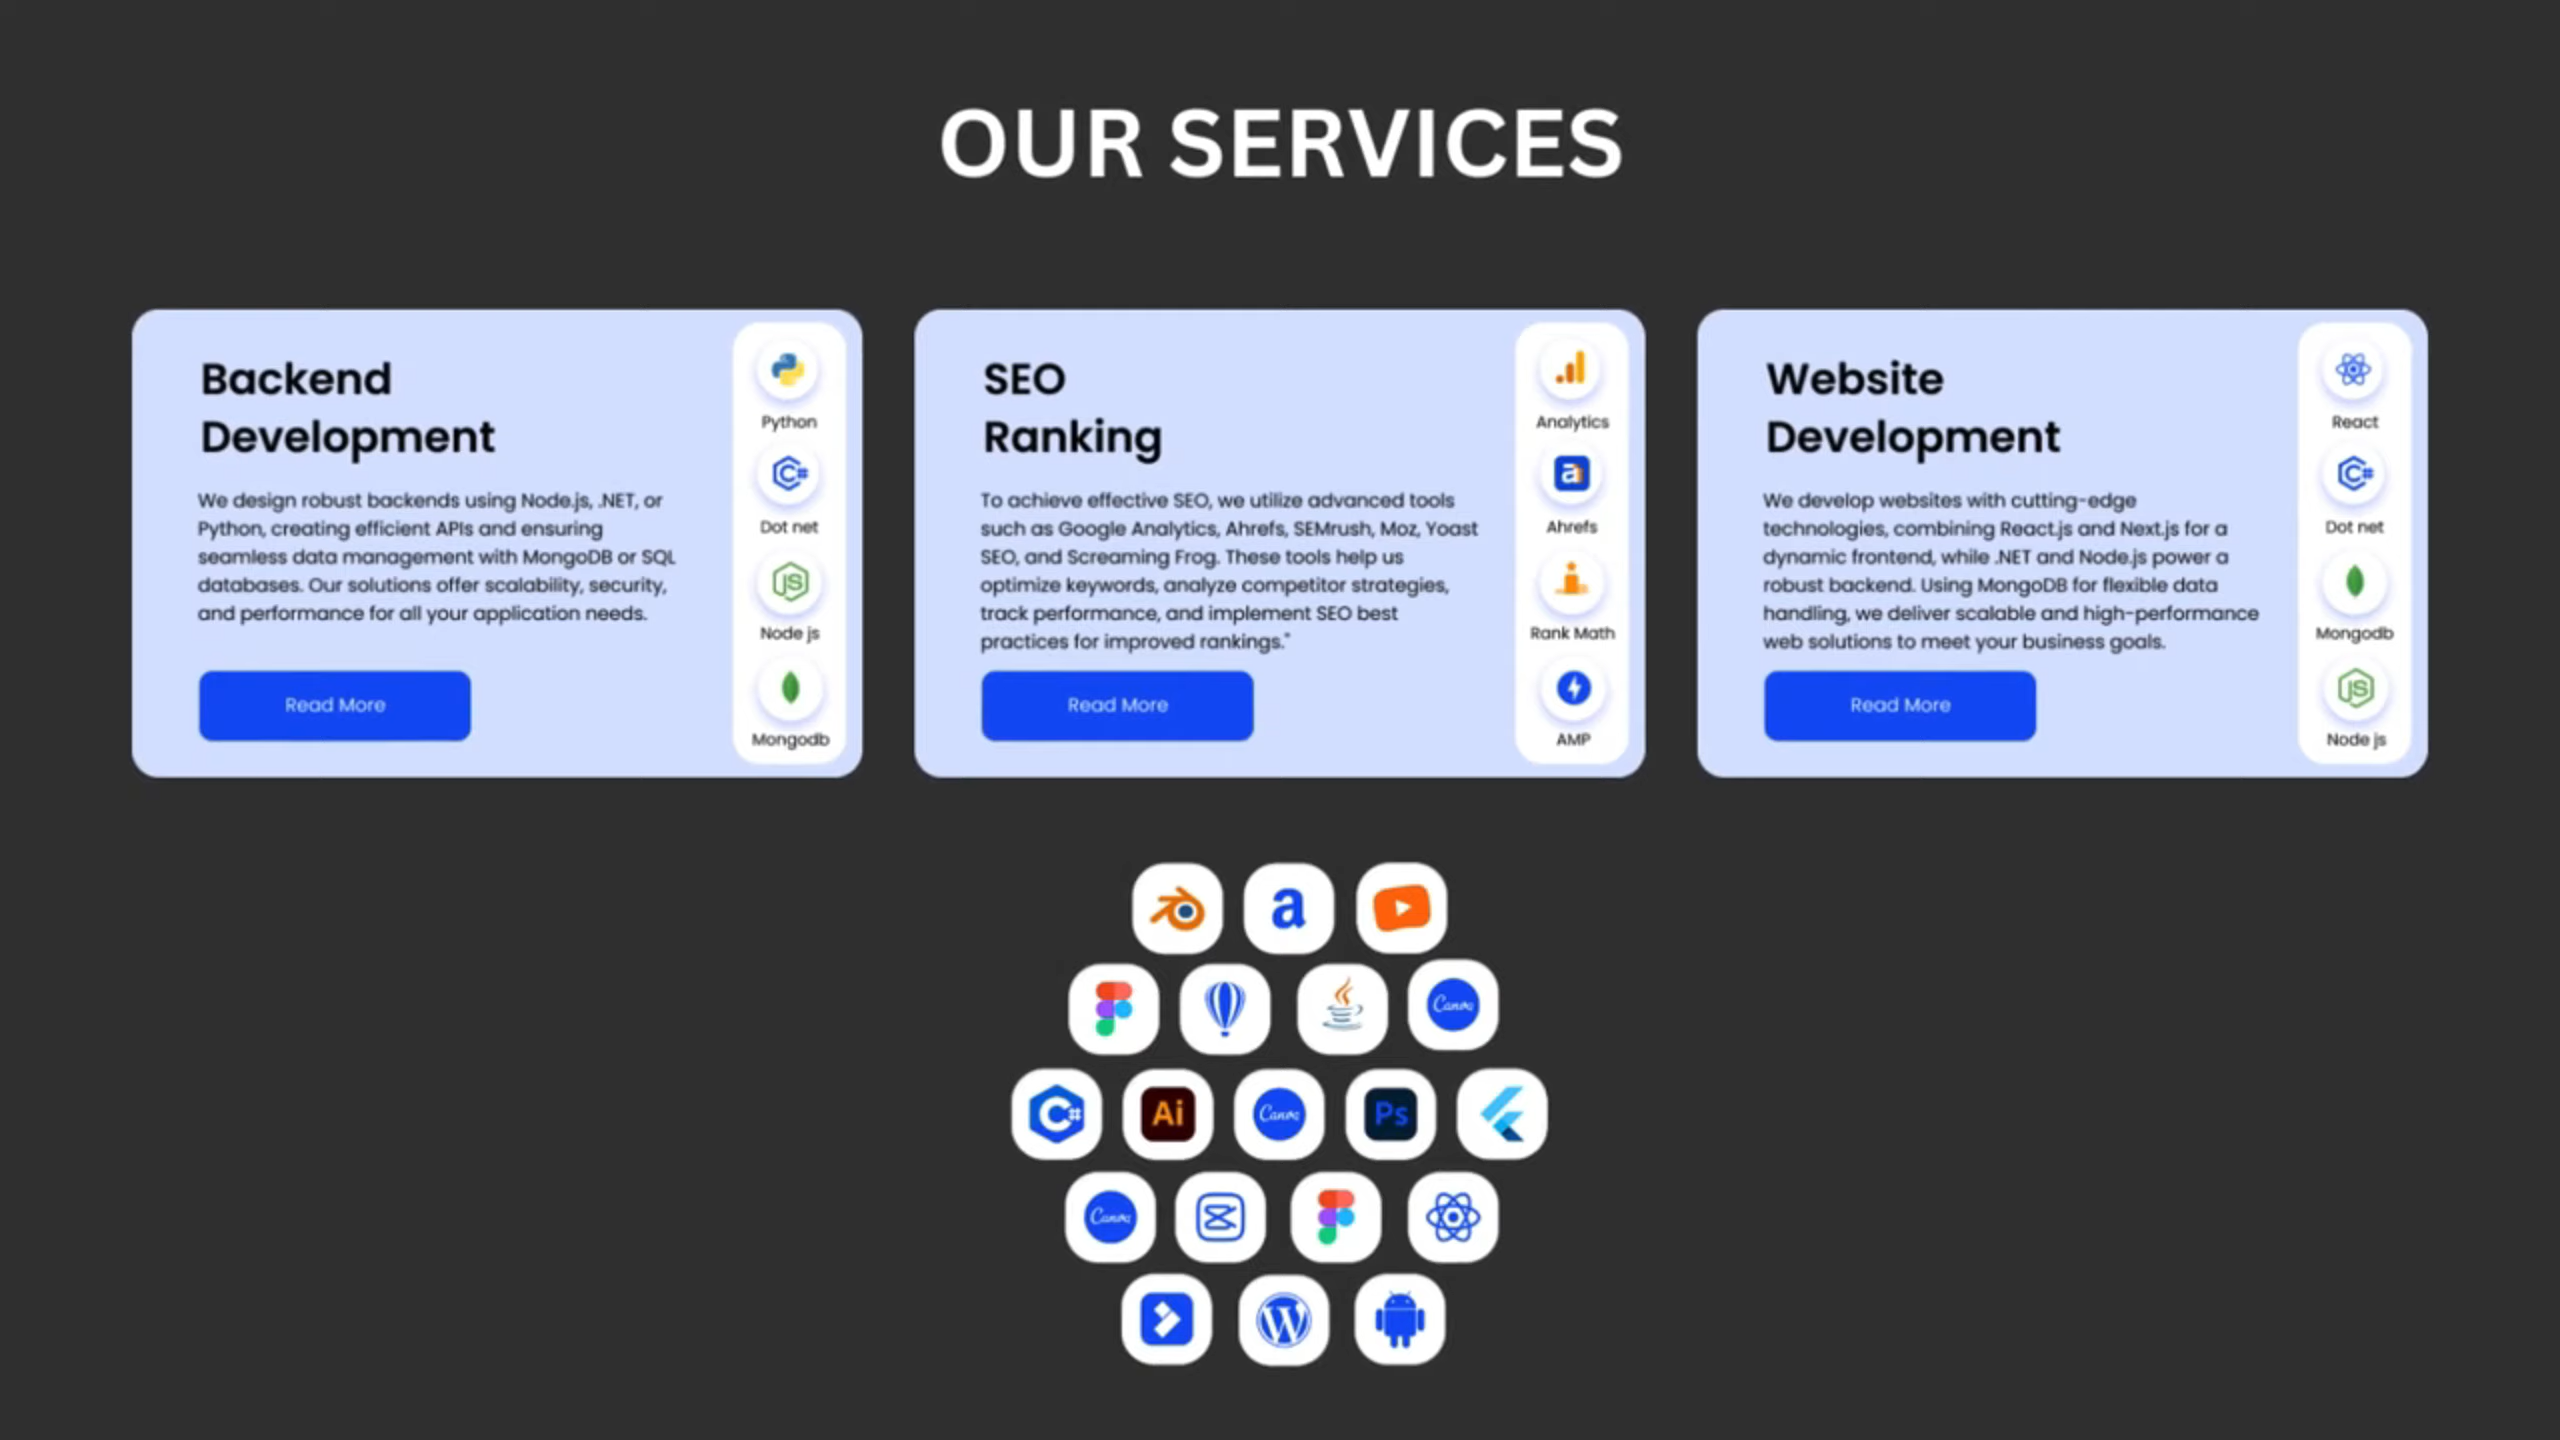 OUR SERVICES
Backend
Development
We design robust backends using Node.js, .NET, or
Python, creating efficient APIs and ensuring
seamless data management with MongoDB or SQL
databases. Our solutions offer scalability, security,
and performance for all your application needs.
Read More
Python
C#
Dot net
JS
Node js
Mongodb
SEO
Ranking
To achieve effective SEO, we utilize advanced tools
such as Google Analytics, Ahrefs, SEMrush, Moz, Yoast
SEO, and Screaming Frog. These tools help us
optimize keywords, analyze competitor strategies,
track performance, and implement SEO best
practices for improved rankings."
Read More
Analytics
a
Ahrefs
Rank Math
AMP
Website
Development
We develop websites with cutting-edge
technologies, combining React.js and Next.js for a
dynamic frontend, while .NET and Node.js power a
robust backend. Using MongoDB for flexible data
handling, we deliver scalable and high-performance
web solutions to meet your business goals.
Read More
React
C#
Dot net
Mongodb
JS
Node js
a
Canva
C# Ai Canva Ps
Canva
W